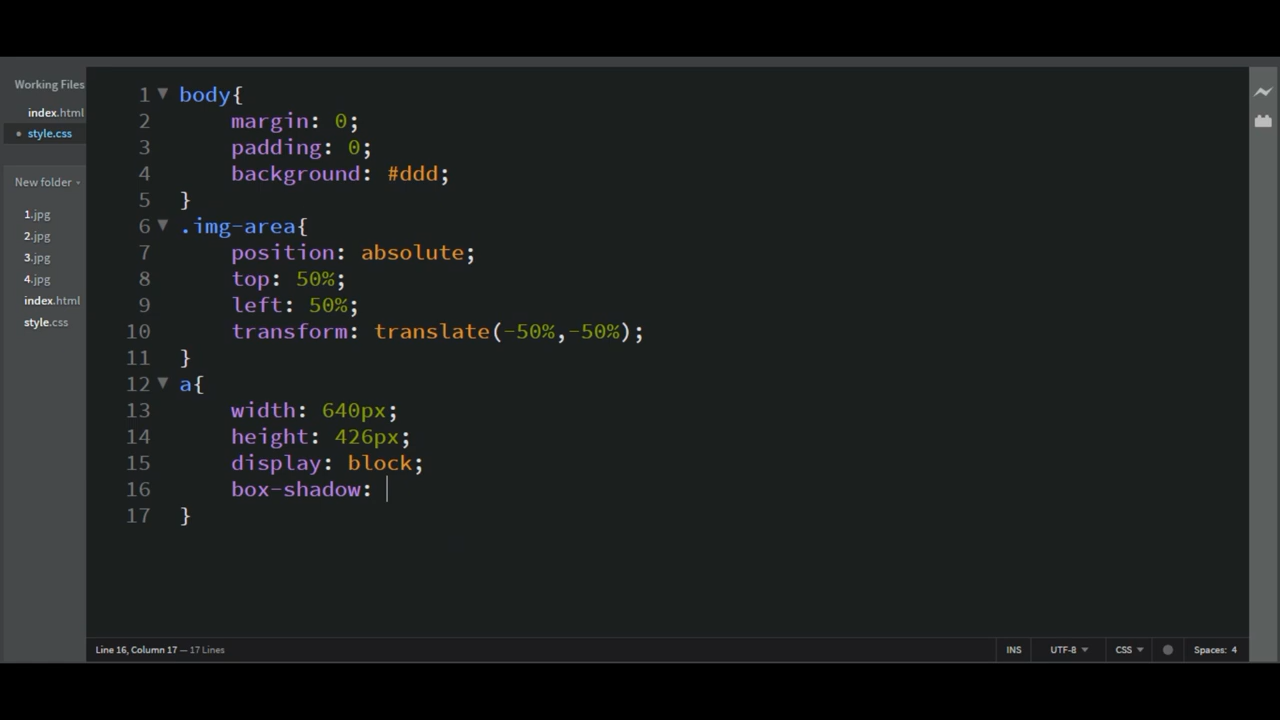 Working Files
index.html
style.css
New folder
1.jpg
2.jpg
3.jpg
4.jpg
index.html
style.css
1 body{
2 margin: 0;
3 padding: 0;
4 background: #ddd;
5 }
6 .img-area{
7 position: absolute;
8 top: 50%;
9 left: 50%;
10 transform: translate(-50%,-50%);
11 }
12 a{
13 width: 640px;
14 height: 426px;
15 display: block;
16 box-shadow:
17 }
Line 16, Column 17 — 17 Lines INS UTF-8 CSS Spaces: 4